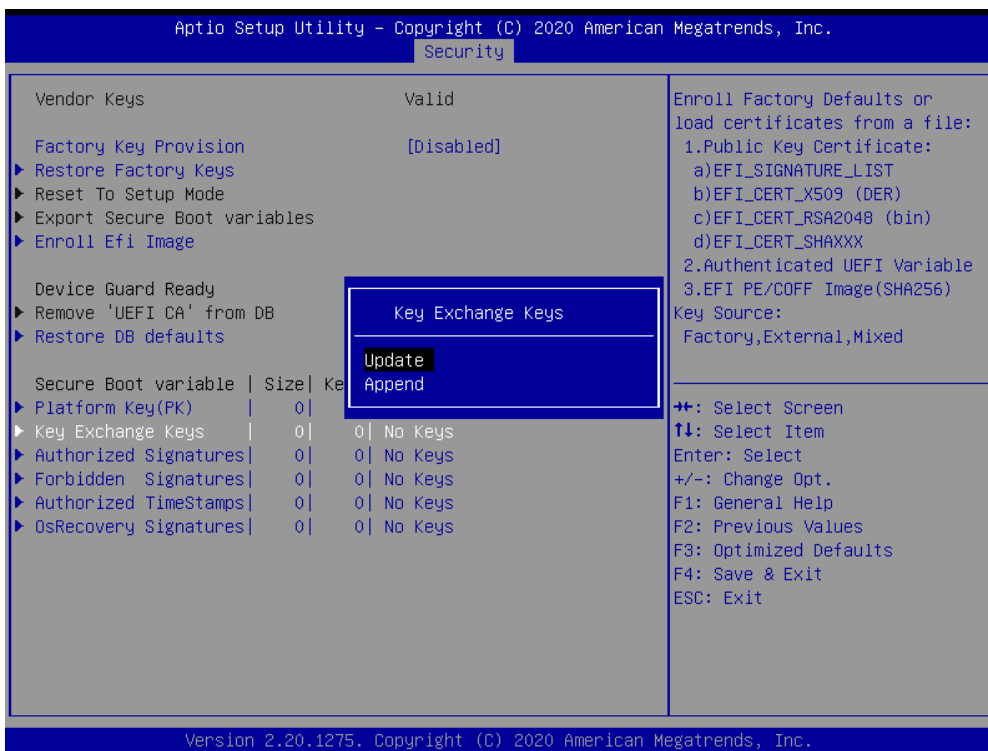 Aptio Setup Utility – Copyright (C) 2020 American Megatrends, Inc.
Security
Vendor Keys Valid
Factory Key Provision [Disabled]
Restore Factory Keys
Reset To Setup Mode
Export Secure Boot variables
Enroll Efi Image
Device Guard Ready
Remove 'UEFI CA' from DB
Restore DB defaults
Secure Boot variable | Size| Ke
Platform Key(PK) | 0|
Key Exchange Keys | 0| 0| No Keys
Authorized Signatures| 0| 0| No Keys
Forbidden Signatures| 0| 0| No Keys
Authorized TimeStamps| 0| 0| No Keys
OsRecovery Signatures| 0| 0| No Keys
Key Exchange Keys
Update
Append
Enroll Factory Defaults or
load certificates from a file:
1.Public Key Certificate:
a)EFI_SIGNATURE_LIST
b)EFI_CERT_X509 (DER)
c)EFI_CERT_RSA2048 (bin)
d)EFI_CERT_SHAXXX
2.Authenticated UEFI Variable
3.EFI PE/COFF Image(SHA256)
Key Source:
Factory,External,Mixed
→←: Select Screen
↑↓: Select Item
Enter: Select
+/-: Change Opt.
F1: General Help
F2: Previous Values
F3: Optimized Defaults
F4: Save & Exit
ESC: Exit
Version 2.20.1275. Copyright (C) 2020 American Megatrends, Inc.